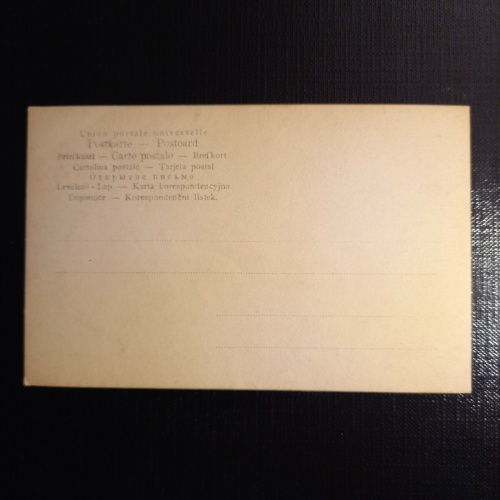 Carte postale universelle
Postkarte — Postcard
Briefkaart — Carte postale — Brefkort
Cartolina postale — Tarjeta postal
Открытое письмо
Levelező-Lap. — Karta korespondencyjna
Dopisnice — Korespondenční lístek.